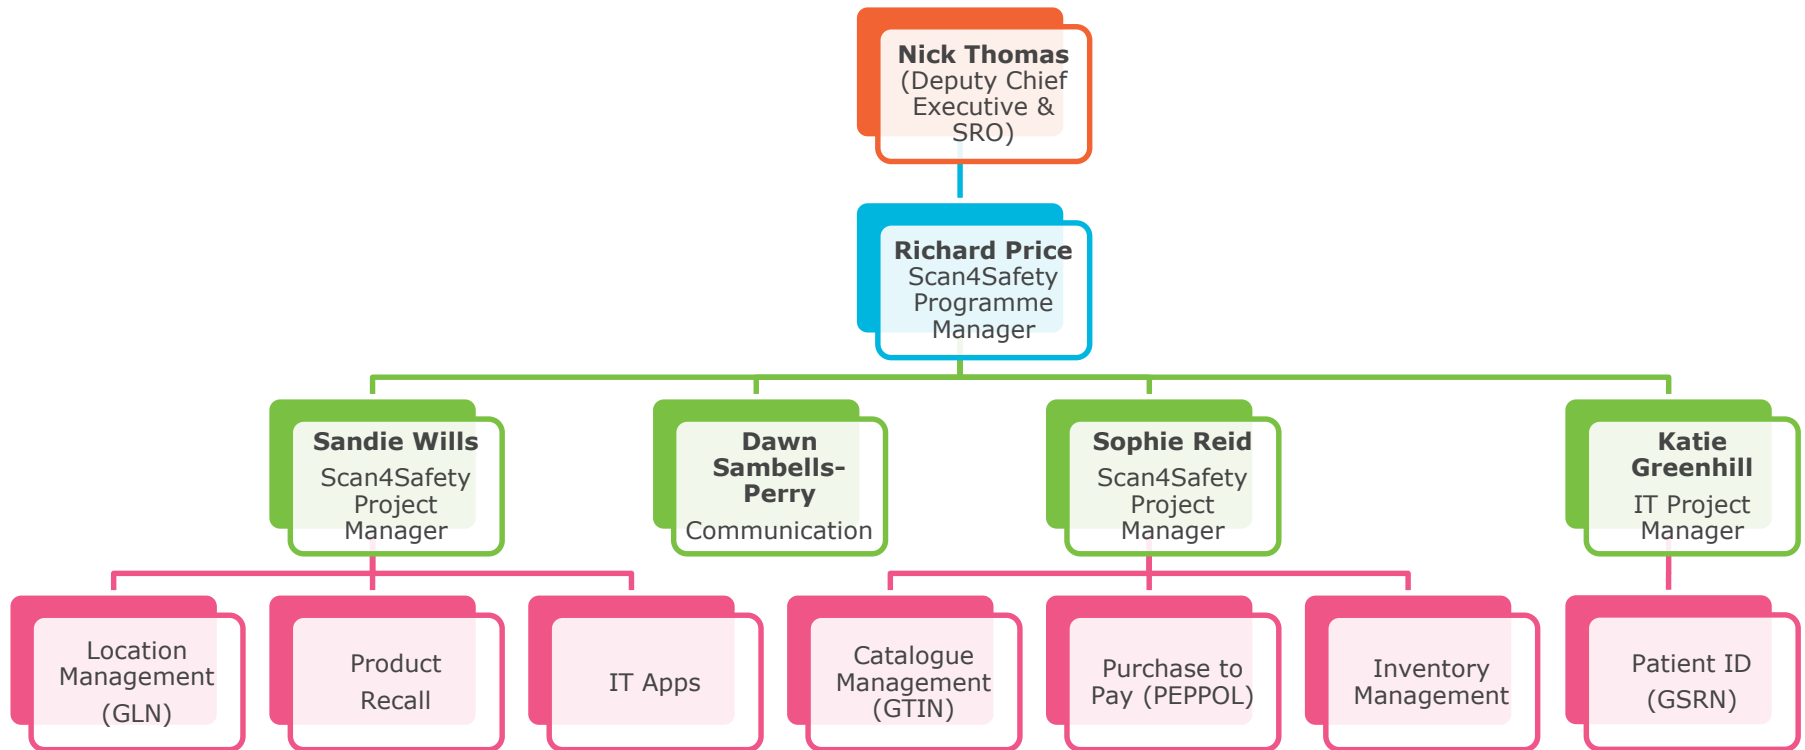 Nick Thomas
(Deputy Chief
Executive &
SRO)
Richard Price
Scan4Safety
Programme
Manager
Sandie Wills
Scan4Safety
Project
Manager
Dawn
Sambells-
Perry
Communication
Sophie Reid
Scan4Safety
Project
Manager
Katie
Greenhill
IT Project
Manager
Location
Management
(GLN)
Product
Recall
IT Apps
Catalogue
Management
(GTIN)
Purchase to
Pay (PEPPOL)
Inventory
Management
Patient ID
(GSRN)